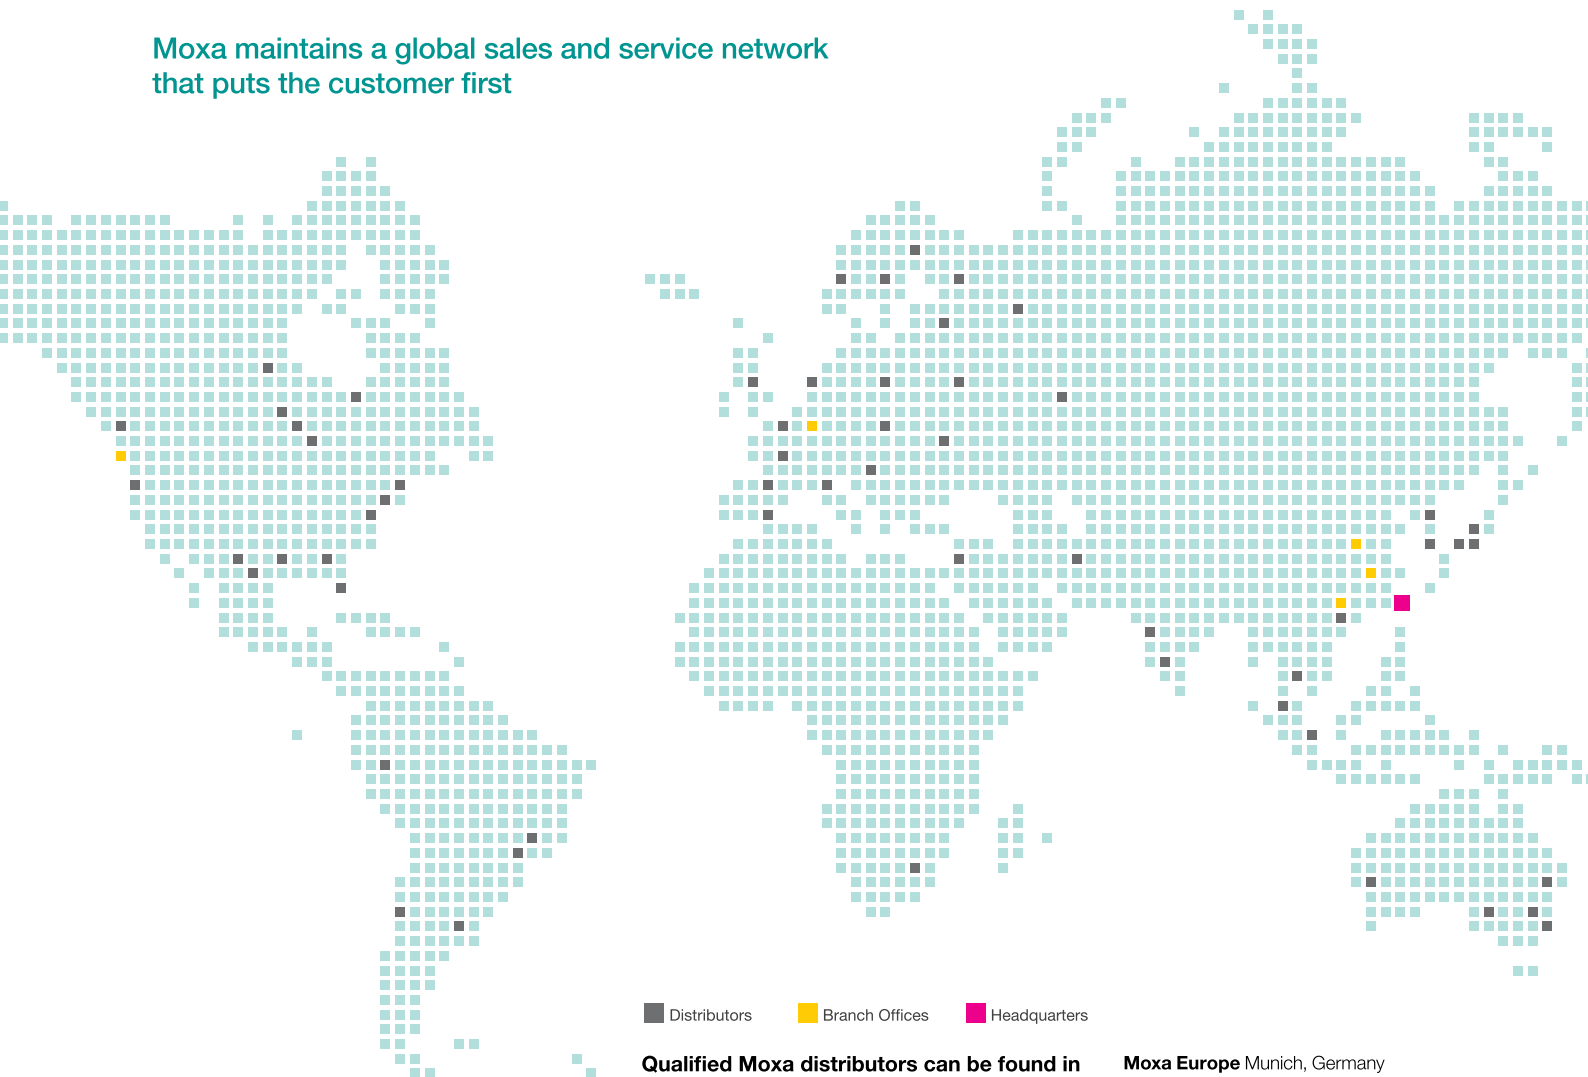 Moxa maintains a global sales and service network
that puts the customer first
Distributors
Branch Offices
Headquarters
Qualified Moxa distributors can be found in
Moxa Europe Munich, Germany